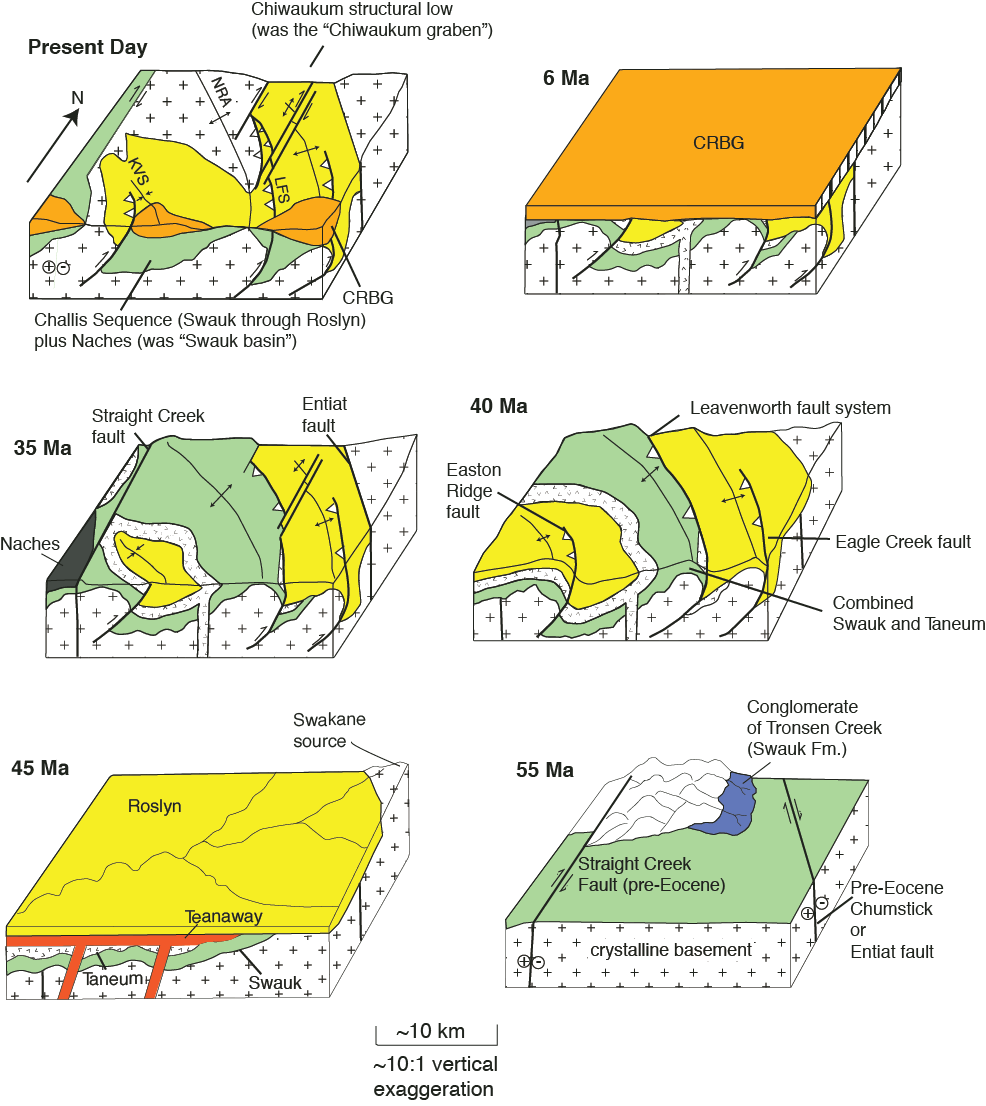 Chiwaukum structural low
(was the “Chiwaukum graben”)
Present Day
N
NRA
KVS
LFS
CRBG
Challis Sequence (Swauk through Roslyn)
plus Naches (was “Swauk basin”)
6 Ma
CRBG
35 Ma
Straight Creek
fault
Entiat
fault
Naches
40 Ma
Leavenworth fault system
Easton
Ridge
fault
Eagle Creek fault
Combined
Swauk and Taneum
45 Ma
Swakane
source
Roslyn
Teanaway
Taneum
Swauk
55 Ma
Conglomerate
of Tronsen Creek
(Swauk Fm.)
Straight Creek
Fault (pre-Eocene)
Pre-Eocene
Chumstick
or
Entiat fault
crystalline basement
~10 km
~10:1 vertical
exaggeration